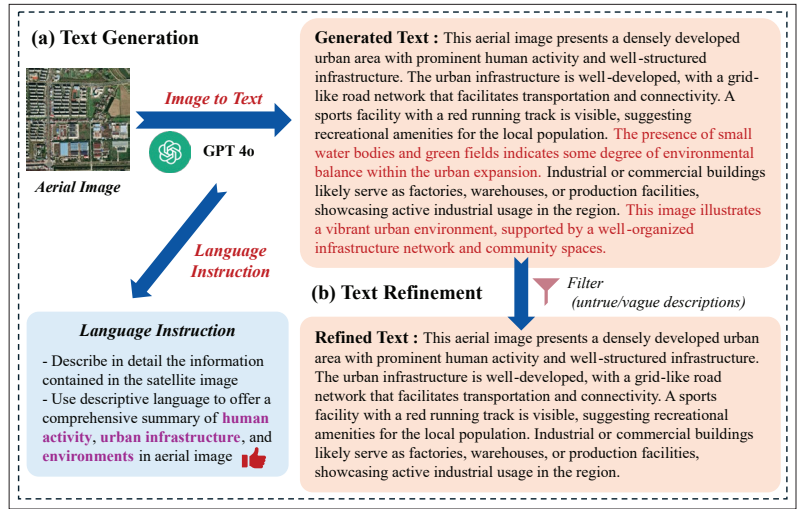 (a) Text Generation
Image to Text
GPT 4o
Aerial Image
Language
Instruction
Generated Text : This aerial image presents a densely developed
urban area with prominent human activity and well-structured
infrastructure. The urban infrastructure is well-developed, with a grid-
like road network that facilitates transportation and connectivity. A
sports facility with a red running track is visible, suggesting
recreational amenities for the local population. The presence of small
water bodies and green fields indicates some degree of environmental
balance within the urban expansion. Industrial or commercial buildings
likely serve as factories, warehouses, or production facilities,
showcasing active industrial usage in the region. This image illustrates
a vibrant urban environment, supported by a well-organized
infrastructure network and community spaces.
(b) Text Refinement
Filter
(untrue/vague descriptions)
Language Instruction
- Describe in detail the information
contained in the satellite image
- Use descriptive language to offer a
comprehensive summary of human
activity, urban infrastructure, and
environments in aerial image
Refined Text : This aerial image presents a densely developed urban
area with prominent human activity and well-structured infrastructure.
The urban infrastructure is well-developed, with a grid-like road
network that facilitates transportation and connectivity. A sports
facility with a red running track is visible, suggesting recreational
amenities for the local population. Industrial or commercial buildings
likely serve as factories, warehouses, or production facilities,
showcasing active industrial usage in the region.